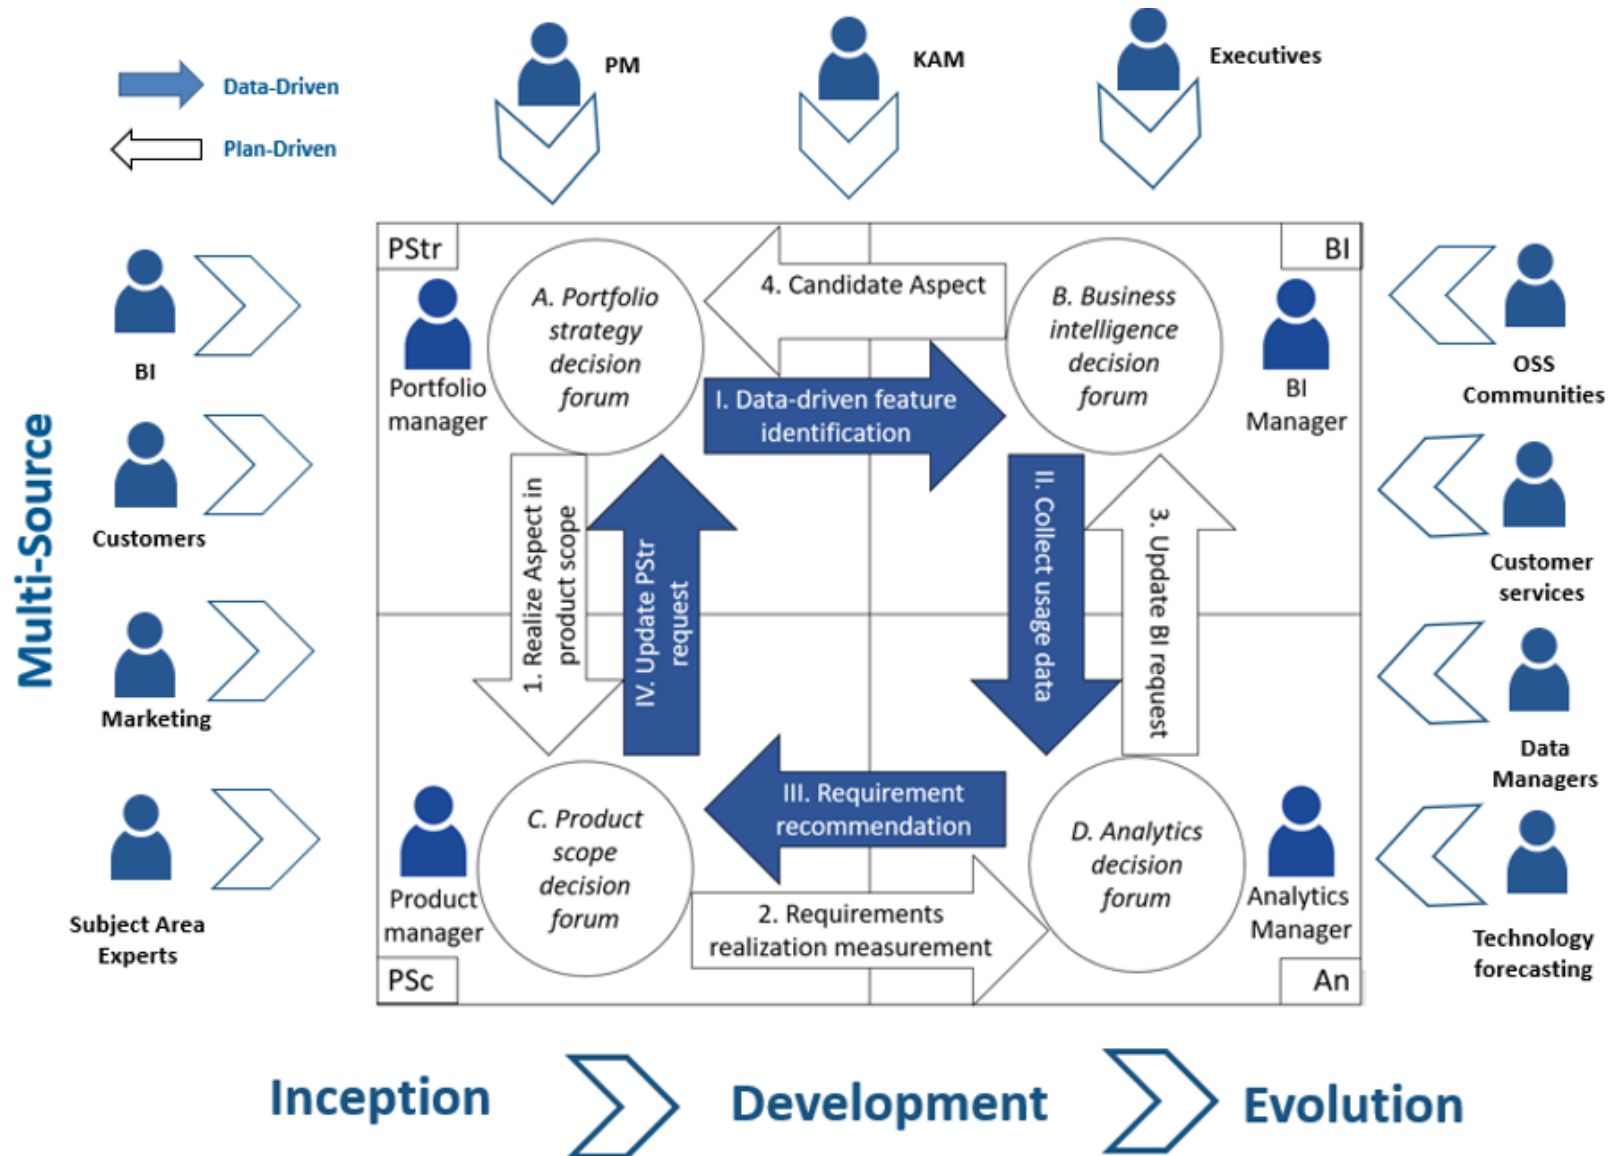 PM
KAM
Executives
Data-Driven
Plan-Driven
Multi-Source
BI
Customers
Marketing
Subject Area
Experts
PStr
Portfolio
manager
A. Portfolio
strategy
decision
forum
4. Candidate Aspect
I. Data-driven feature
identification
B. Business
intelligence
decision
forum
BI
BI
Manager
1. Realize Aspect in
product scope
IV. Update PStr
request
II. Collect usage data
3. Update BI request
Product
manager
PSc
C. Product
scope
decision
forum
III. Requirement
recommendation
2. Requirements
realization measurement
D. Analytics
decision
forum
Analytics
Manager
An
OSS
Communities
Customer
services
Data
Managers
Technology
forecasting
Inception
Development
Evolution